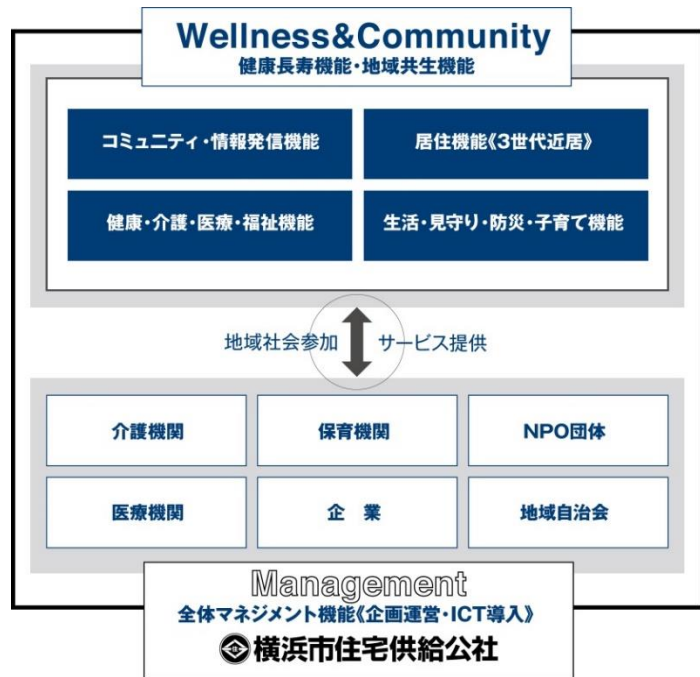 Wellness&Community
健康長寿機能・地域共生機能
コミュニティ・情報発信機能
居住機能《3世代近居》
健康・介護・医療・福祉機能
生活・見守り・防災・子育て機能
地域社会参加
サービス提供
介護機関
保育機関
NPO団体
医療機関
企　業
地域自治会
Management
全体マネジメント機能《企画運営・ICT導入》
横浜市住宅供給公社